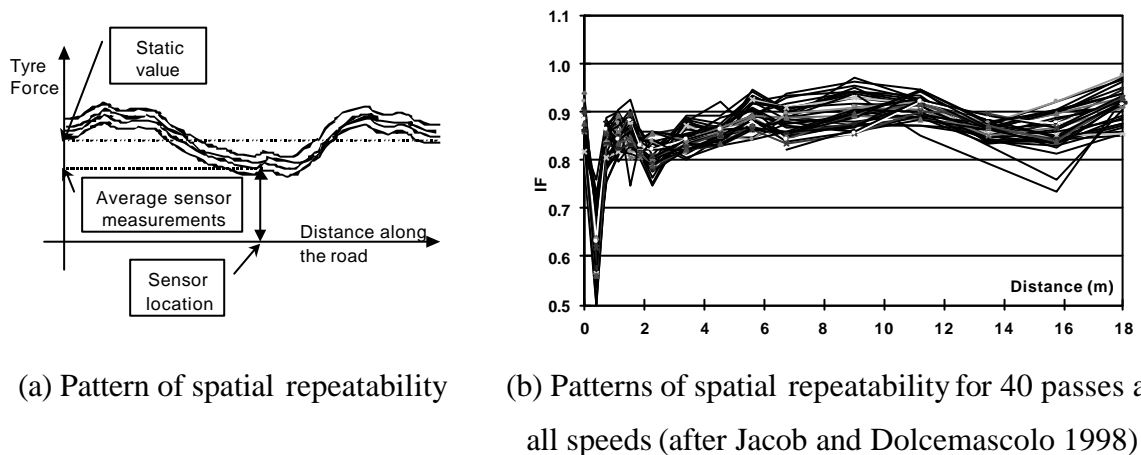 Tyre
Force
Static
value
Average sensor
measurements
Distance along
the road
Sensor
location
1.1
1.0
0.9
0.8
0.7
0.6
0.5
IF
Distance (m)
0 2 4 6 8 10 12 14 16 18
(a) Pattern of spatial repeatability
(b) Patterns of spatial repeatability for 40 passes a
all speeds (after Jacob and Dolcemascolo 1998)